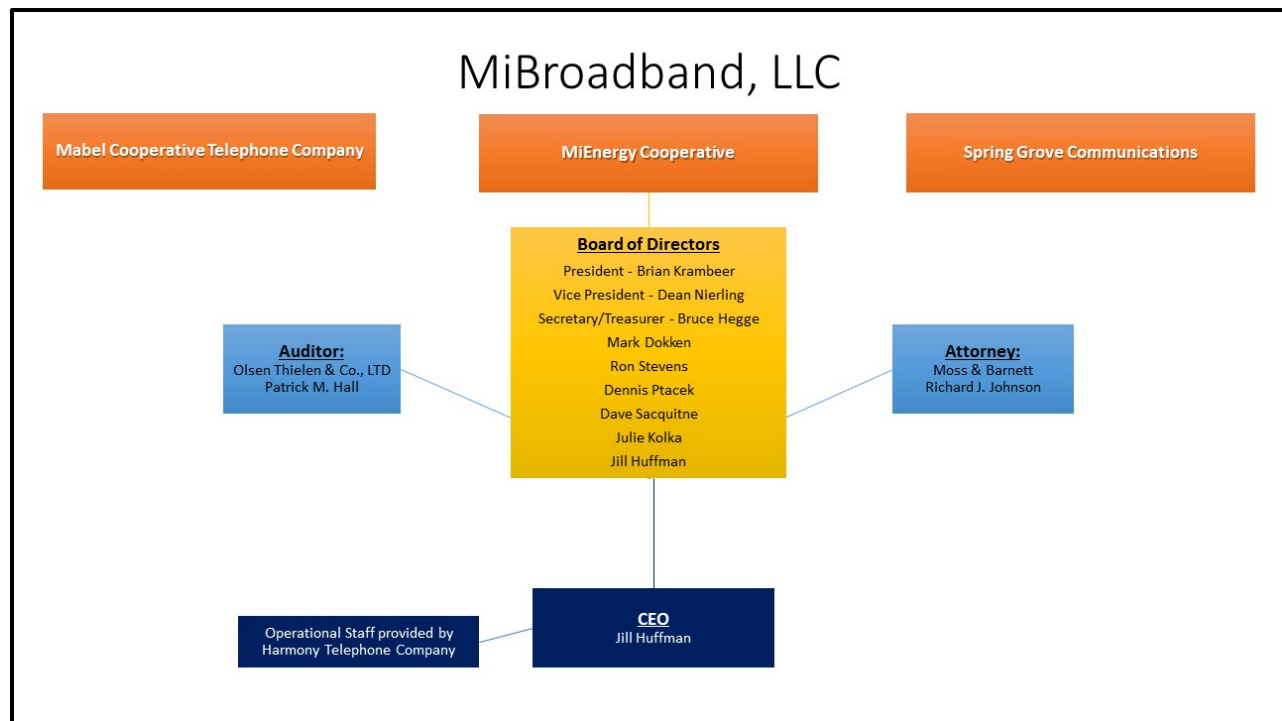 MiBroadband, LLC
Mabel Cooperative Telephone Company
MiEnergy Cooperative
Spring Grove Communications
Board of Directors
President - Brian Krambeer
Vice President - Dean Nierling
Secretary/Treasurer - Bruce Hegge
Mark Dokken
Ron Stevens
Dennis Ptacek
Dave Sacquitne
Julie Kolka
Jill Huffman
Auditor:
Olsen Thielen & Co., LTD
Patrick M. Hall
Attorney:
Moss & Barnett
Richard J. Johnson
CEO
Jill Huffman
Operational Staff provided by
Harmony Telephone Company